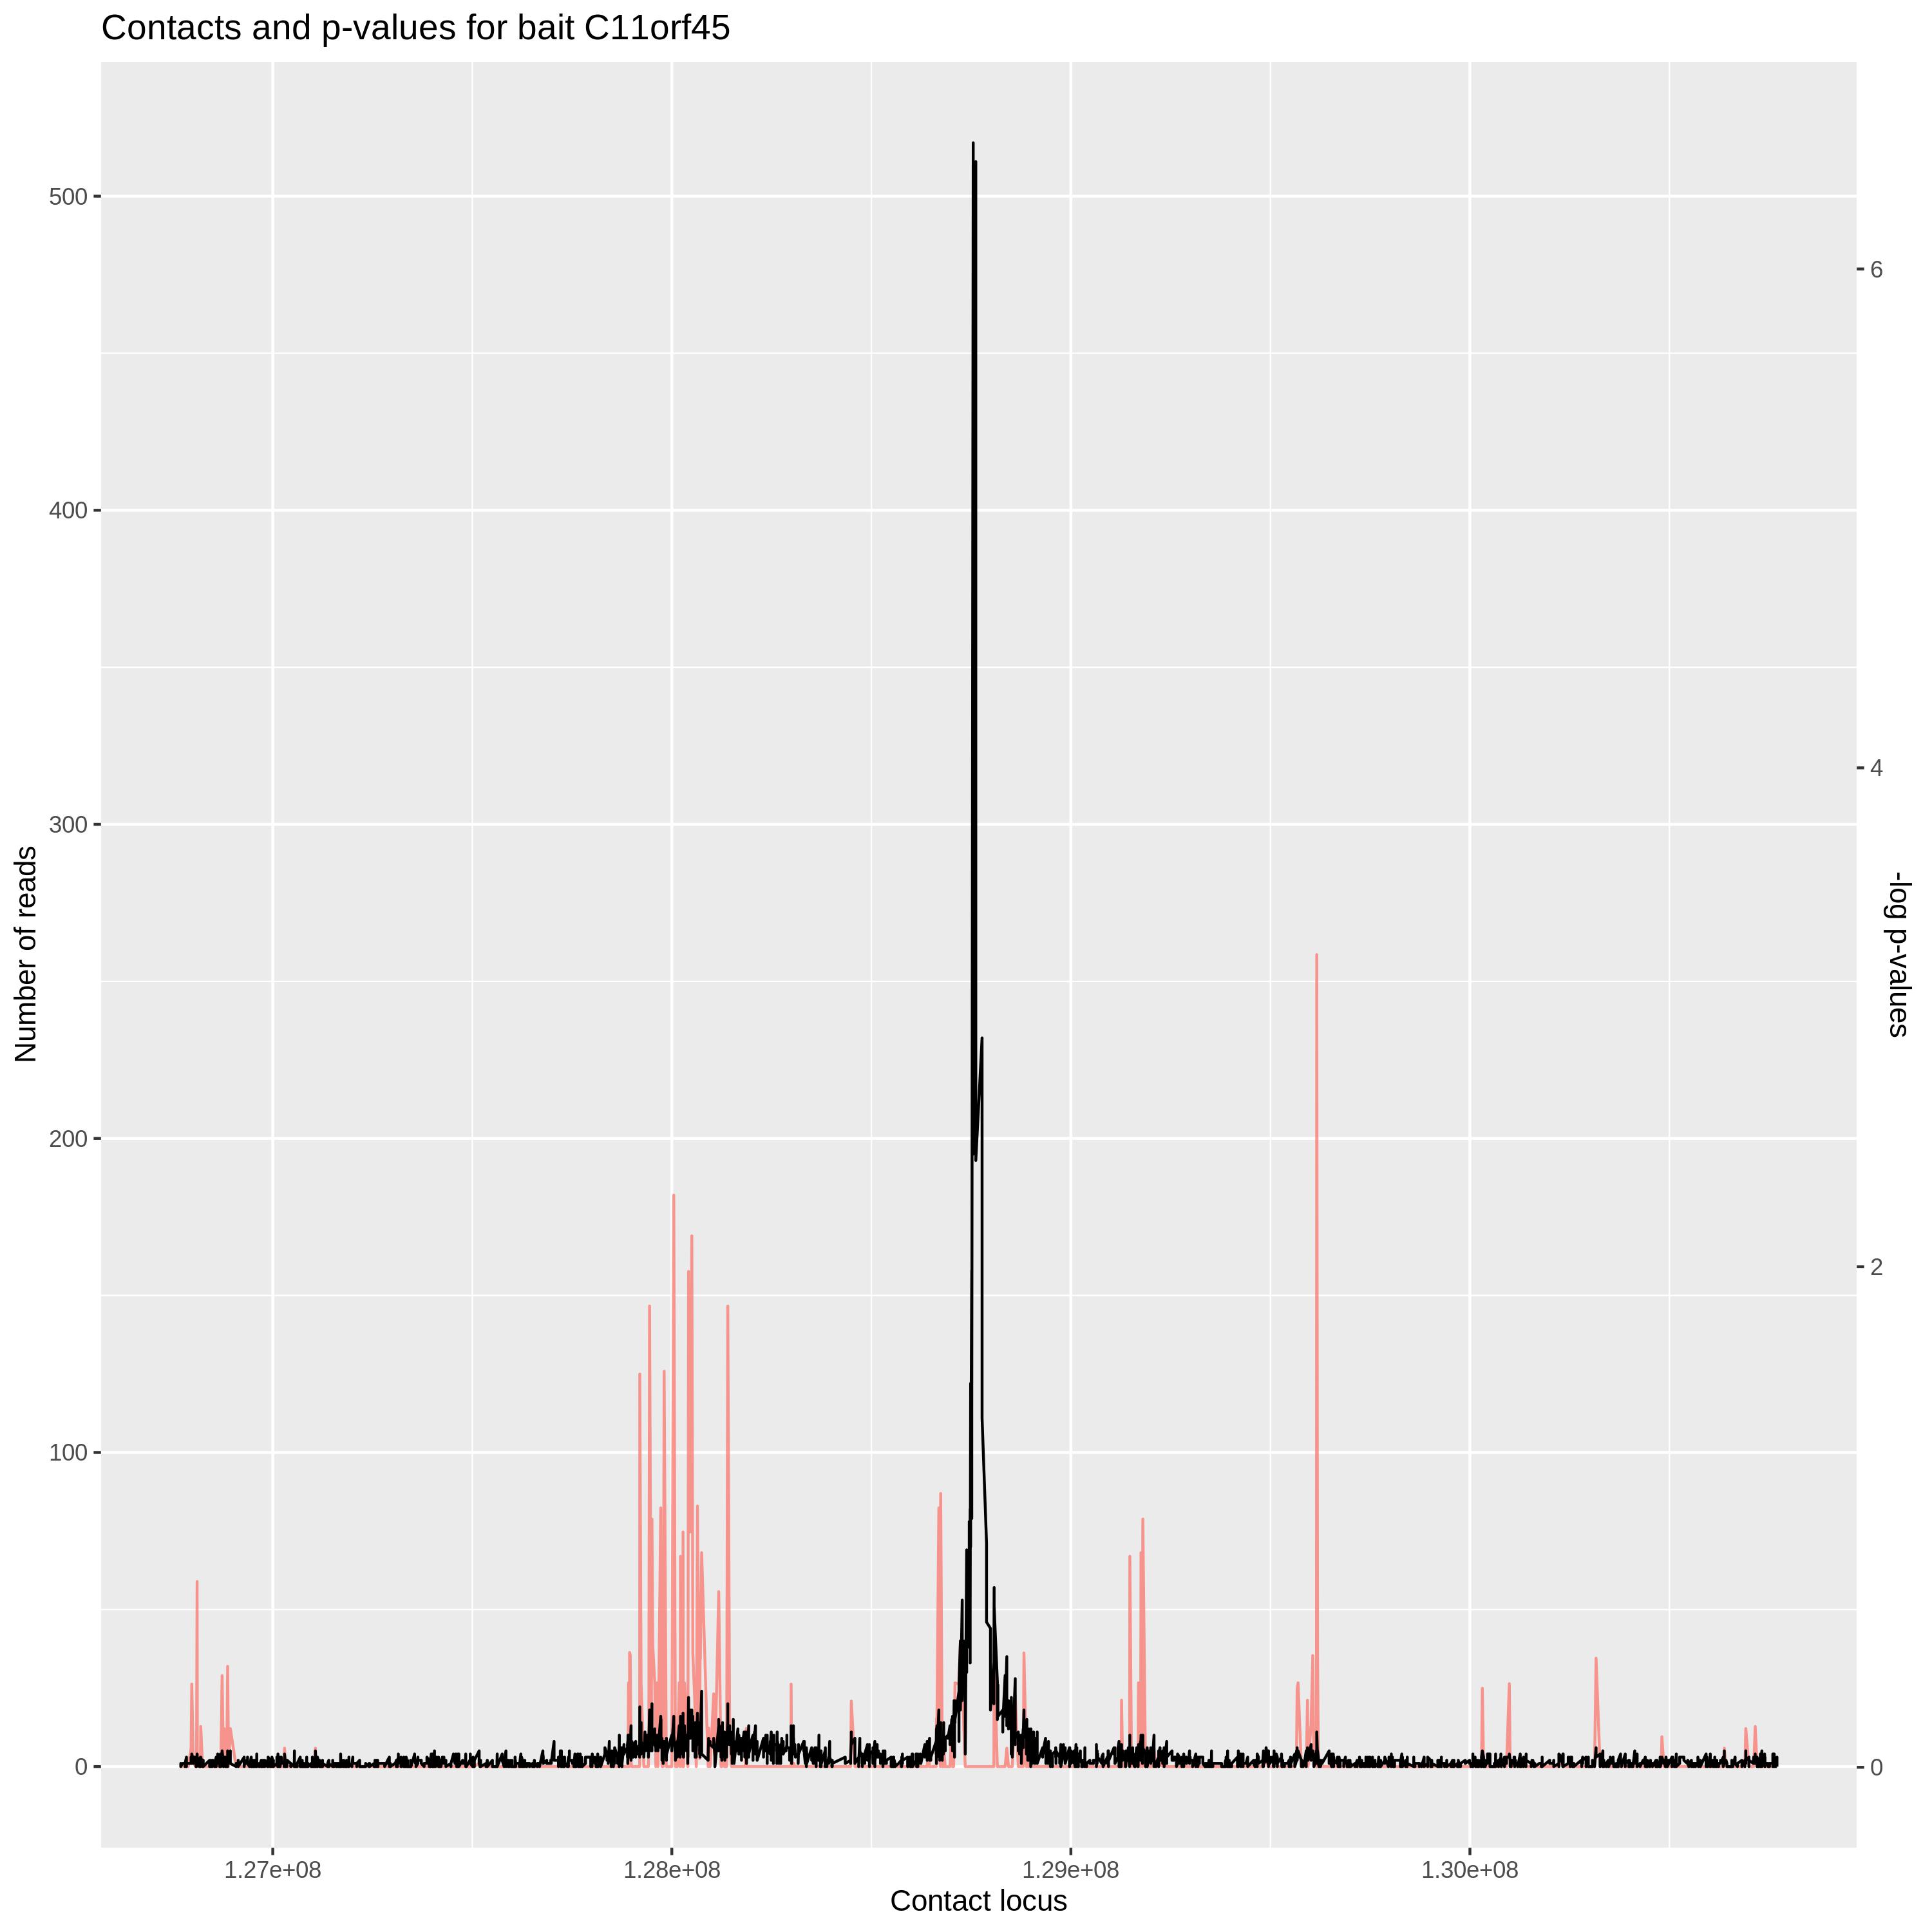 Contacts and p-values for bait C11orf45
500
400
300
200
100
0
Number of reads
6
4
2
0
-log p-values
1.27e+08
1.28e+08
1.29e+08
1.30e+08
Contact locus